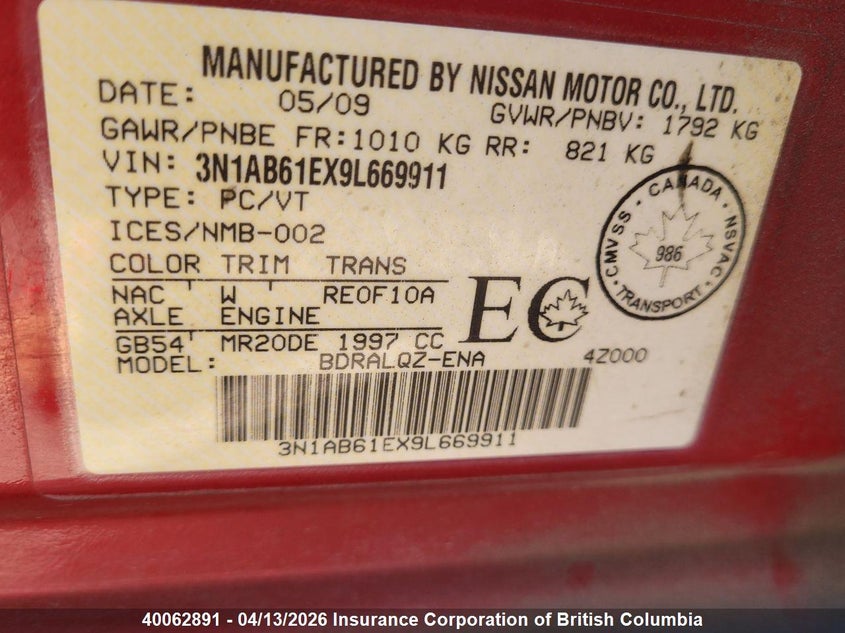 MANUFACTURED BY NISSAN MOTOR CO., LTD.
DATE: 05/09 GVWR/PNBV: 1792 KG
GAWR/PNBE FR:1010 KG RR: 821 KG
VIN: 3N1AB61EX9L669911
TYPE: PC/VT
ICES/NMB-002
COLOR TRIM TRANS
NAC ' W ' RE0F10A
AXLE ENGINE
GB54' MR20DE 1997 CC
MODEL: BDRALQZ-ENA 4Z000
EC
CMVSS · CANADA · NSVAC · TRANSPORT ·
986
3N1AB61EX9L669911
40062891 - 04/13/2026 Insurance Corporation of British Columbia